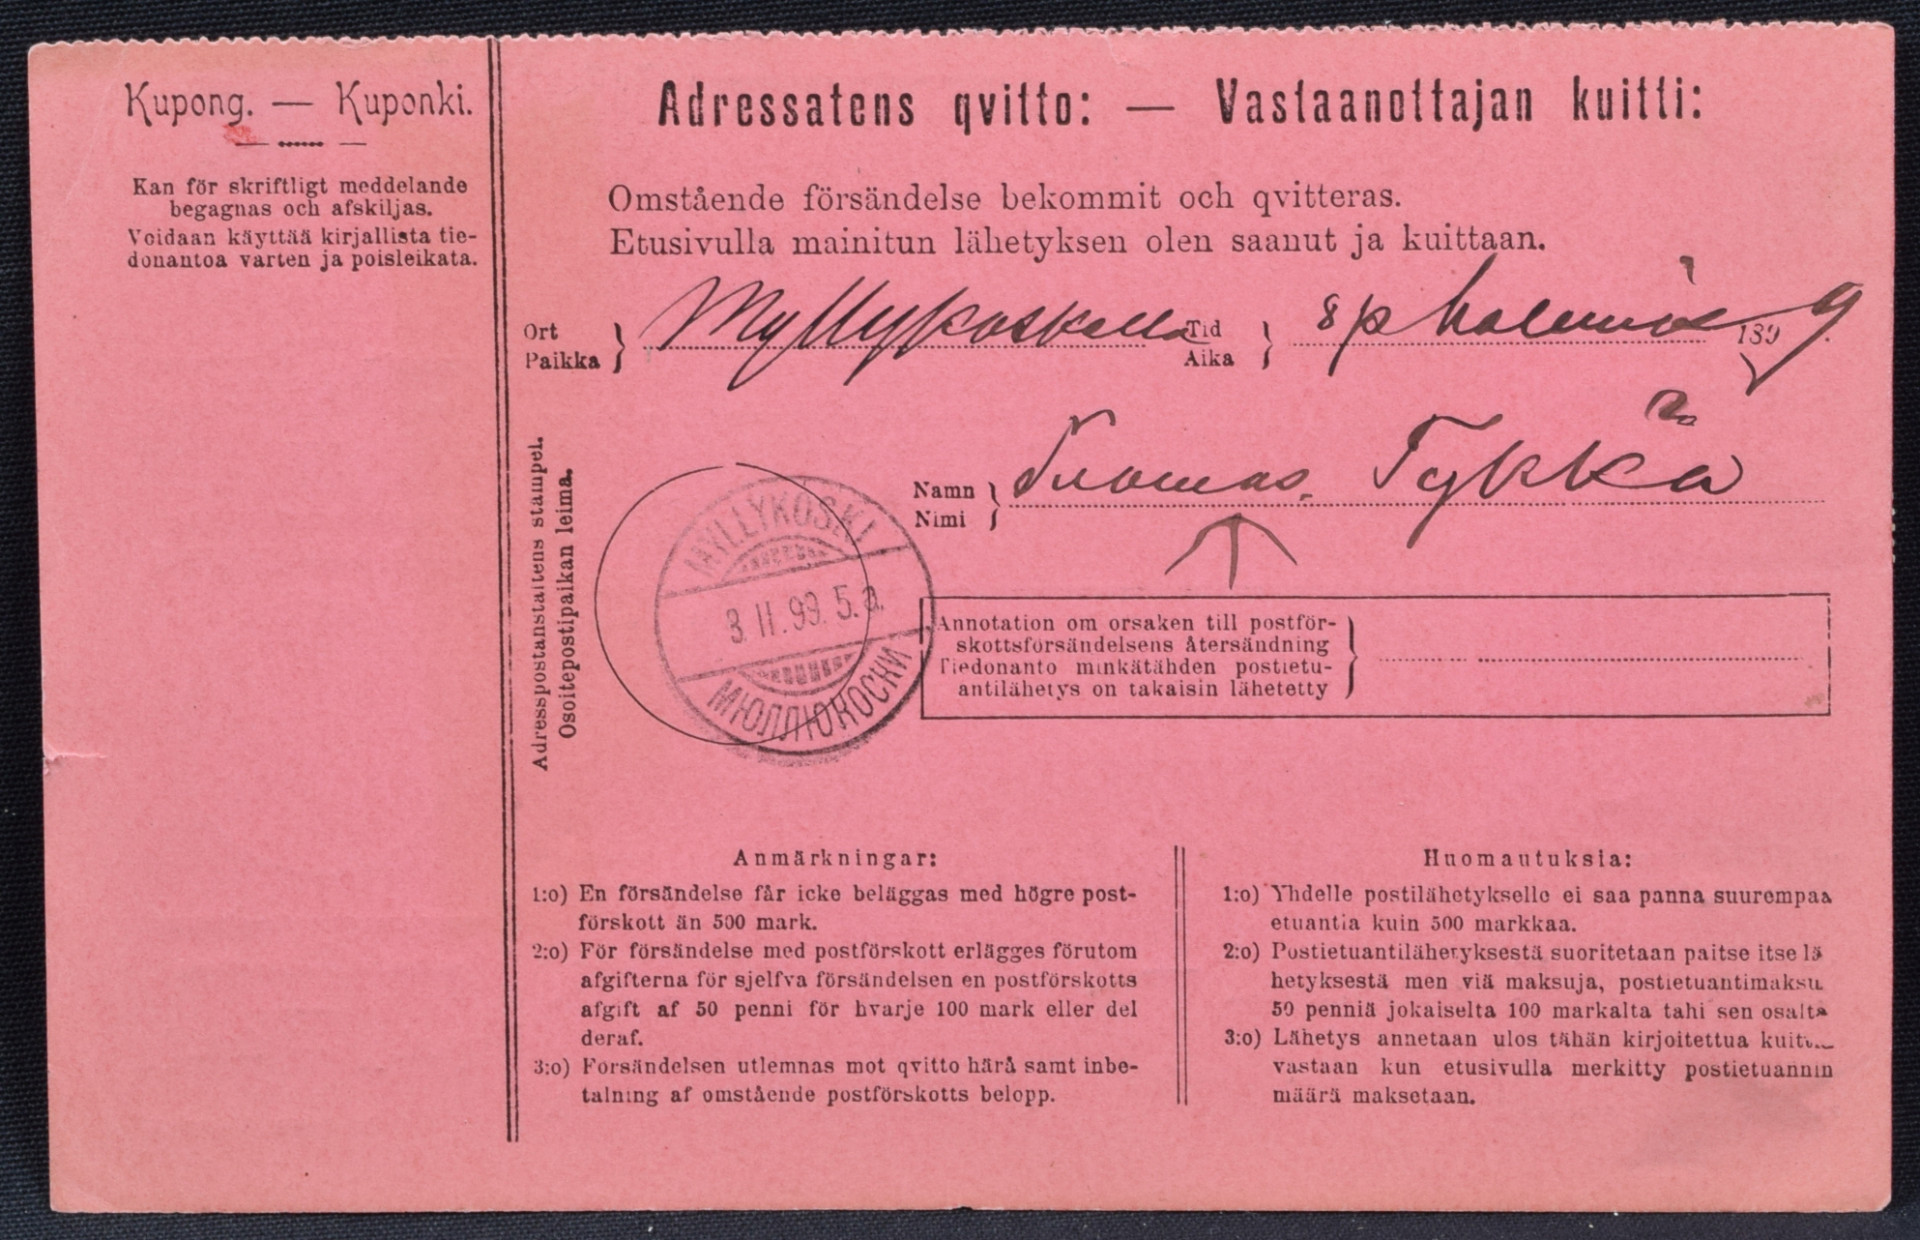 Kupong. — Kuponki.
Kan för skriftligt meddelande
begagnas och afskiljas.
Voidaan käyttää kirjallista tie-
donantoa varten ja poisleikata.
Adressatens qvitto: — Vastaanottajan kuitti:
Omstående försändelse bekommit och qvitteras.
Etusivulla mainitun lähetyksen olen saanut ja kuittaan.
Ort
Paikka
Myllykoskella
Tid
Aika
8 p 189 9.
Namn
Nimi
Tuomas Tykkä
Adresspostanstaltens stampel.
Osoitepostipaikan leima.
MYLLYKOSKI
3.II.99.5.a.
МЮЛЛЮКОСКИ
Annotation om orsaken till postför-
skottsförsändelsens återsändning
Tiedonanto minkätähden postietu-
antilähetys on takaisin lähetetty
Anmärkningar:
1:o) En försändelse får icke beläggas med högre post-
förskott än 500 mark.
2:o) För försändelse med postförskott erlägges förutom
afgifterna för sjelfva försändelsen en postförskotts
afgift af 50 penni för hvarje 100 mark eller del
deraf.
3:o) Försändelsen utlemnas mot qvitto härå samt inbe-
talning af omstående postförskotts belopp.
Huomautuksia:
1:o) Yhdelle postilähetykselle ei saa panna suurempaa
etuantia kuin 500 markkaa.
2:o) Postietuantilähetyksestä suoritetaan paitse itse lä
hetyksestä men viä maksuja, postietuantimaksu
50 penniä jokaiselta 100 markalta tahi sen osalta
3:o) Lähetys annetaan ulos tähän kirjoitettua
vastaan kun etusivulla merkitty postietuannin
määrä maksetaan.